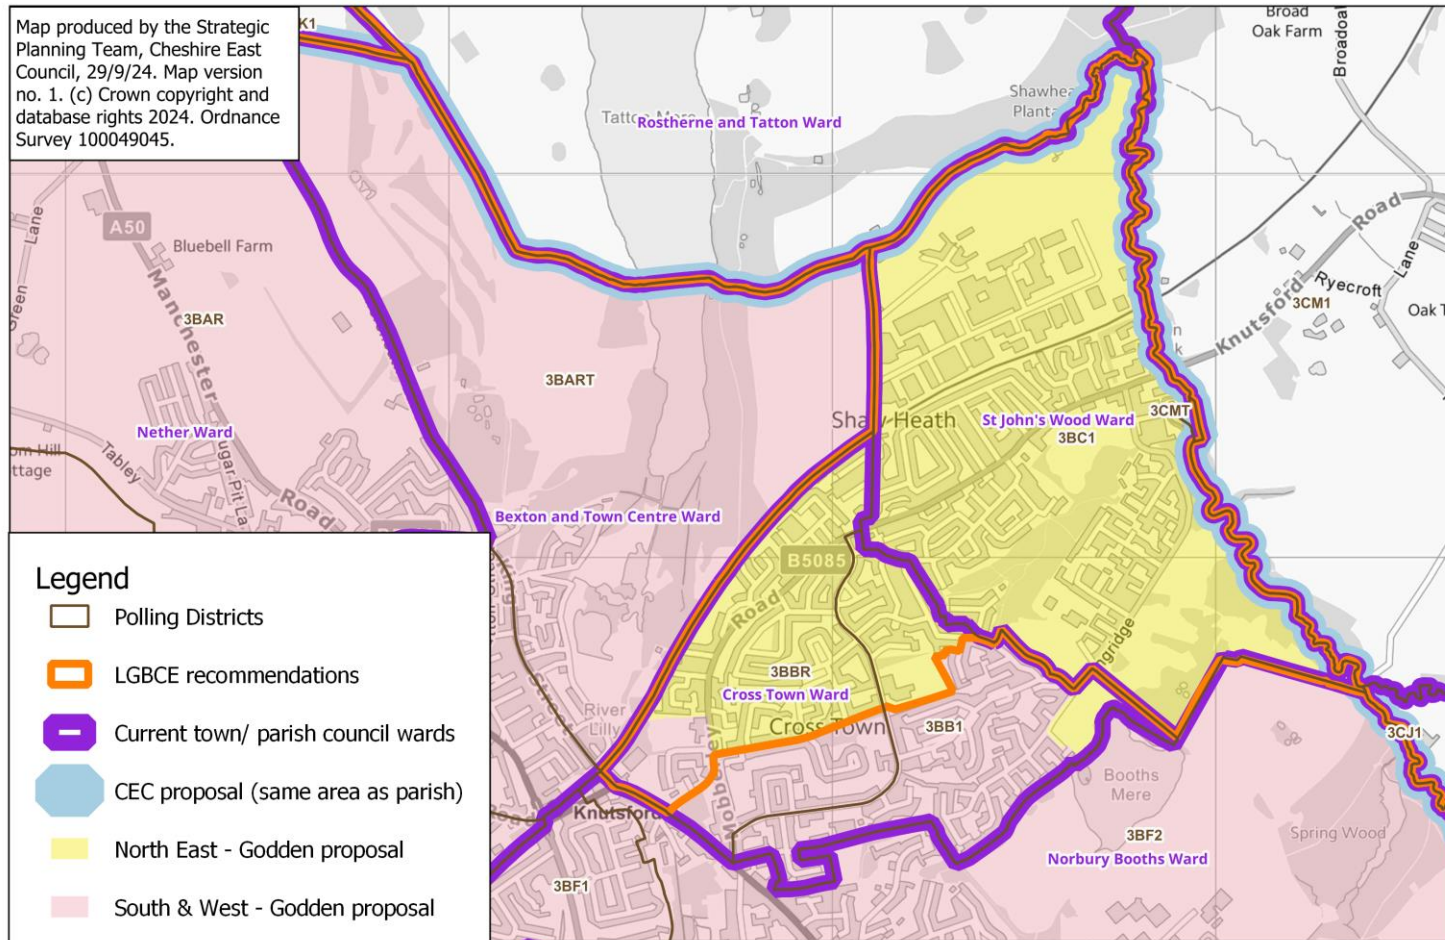 Map produced by the Strategic
Planning Team, Cheshire East
Council, 29/9/24. Map version
no. 1. (c) Crown copyright and
database rights 2024. Ordnance
Survey 100049045.
K1
Broad
Oak Farm
Broadoak
Tatton Mere
Rostherne and Tatton Ward
A50
Bluebell Farm
Green Lane
Manchester
Road
3BAR
3BART
Knutsford Road
Ryecroft
Lane
3CM1
Nether Ward
Tabley
Shaw Heath
St John's Wood Ward
3BC1
3CMT
Bexton and Town Centre Ward
B5085
Road
3BBR
Cross Town Ward
Cross Town
3BB1
River
Lilly
Knutsford
3CJ1
Booths
Mere
3BF2
Norbury Booths Ward
Spring Wood
3BF1
Legend
Polling Districts
LGBCE recommendations
Current town/ parish council wards
CEC proposal (same area as parish)
North East - Godden proposal
South & West - Godden proposal